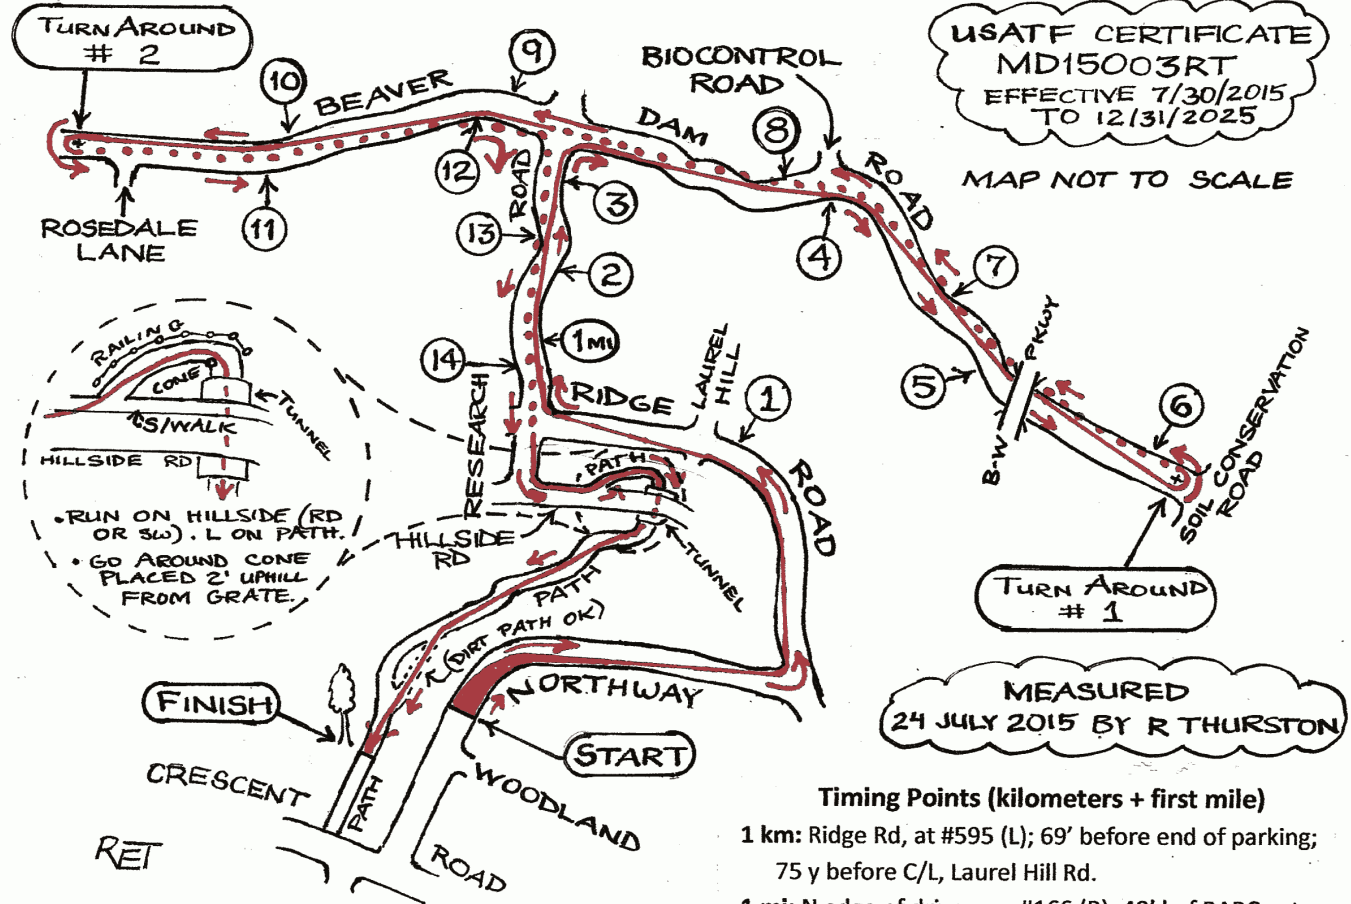 TURN AROUND
# 2
10
BEAVER
9
BIOCONTROL
ROAD
DAM
8
ROAD
USATF CERTIFICATE
MD15003RT
EFFECTIVE 7/30/2015
TO 12/31/2025
MAP NOT TO SCALE
ROSEDALE
LANE
11
12
ROAD
3
13
2
4
7
1 MI
14
RESEARCH
RIDGE
LAUREL
HILL
1
5
PKWY
B-W
6
SOIL CONSERVATION
ROAD
ROAD
RAILING
CONE
TUNNEL
S/WALK
HILLSIDE RD
• RUN ON HILLSIDE (RD
OR SW). L ON PATH.
• GO AROUND CONE
PLACED 2' UPHILL
FROM GRATE.
PATH
HILLSIDE
RD
TUNNEL
PATH
(DIRT PATH OK)
TURN AROUND
# 1
NORTHWAY
FINISH
START
MEASURED
24 JULY 2015 BY R THURSTON
CRESCENT
PATH
WOODLAND
ROAD
RET
Timing Points (kilometers + first mile)
1 km: Ridge Rd, at #595 (L); 69' before end of parking;
75 y before C/L, Laurel Hill Rd.